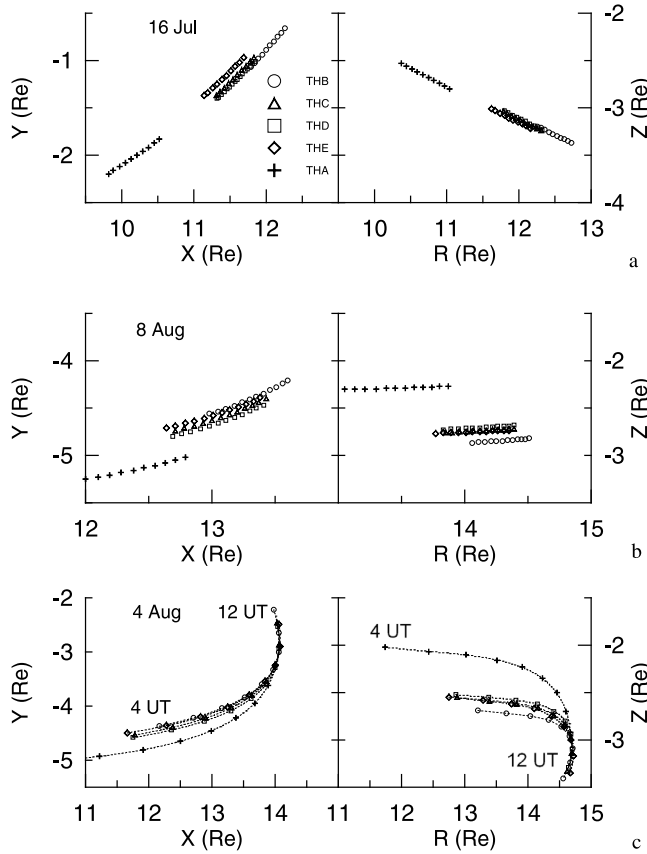 16 Jul
-1
-2
Y (Re)
THB
THC
THD
THE
THA
10 11 12
X (Re)
-2
-3
-4
Z (Re)
10 11 12 13
R (Re)
a
8 Aug
-4
-5
Y (Re)
12 13
X (Re)
-2
-3
Z (Re)
14 15
R (Re)
b
4 Aug
12 UT
4 UT
-2
-3
-4
-5
Y (Re)
11 12 13 14
X (Re)
4 UT
12 UT
-2
-3
Z (Re)
11 12 13 14 15
R (Re)
c